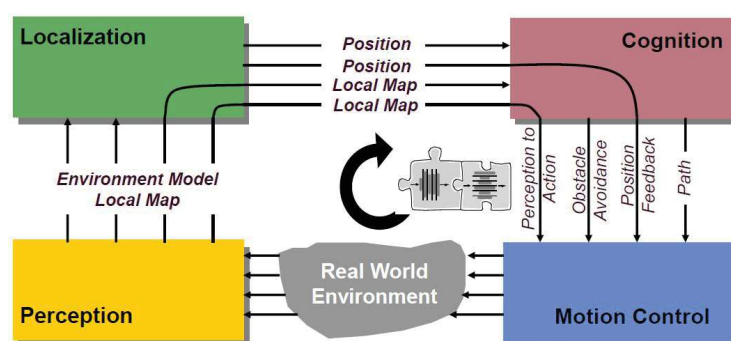 Localization
Position
Position
Local Map
Local Map
Cognition
Environment Model
Local Map
Perception to
Action
Obstacle
Avoidance
Position
Feedback
Path
Perception
Real World
Environment
Motion Control